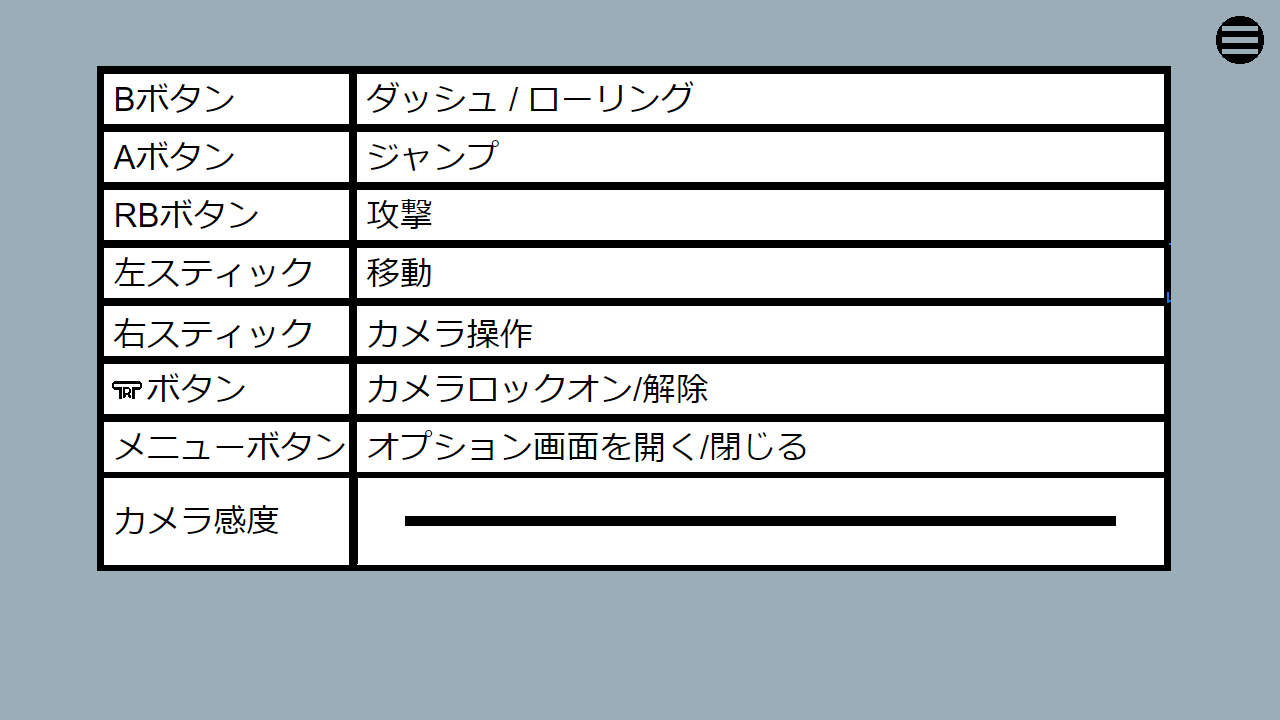 Bボタン ダッシュ / ローリング
Aボタン ジャンプ
RBボタン 攻撃
左スティック 移動
右スティック カメラ操作
Rボタン カメラロックオン/解除
メニューボタン オプション画面を開く/閉じる
カメラ感度